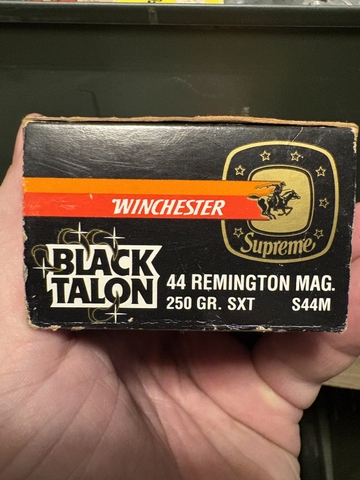 WINCHESTER
Supreme
BLACK
TALON
44 REMINGTON MAG.
250 GR. SXT S44M